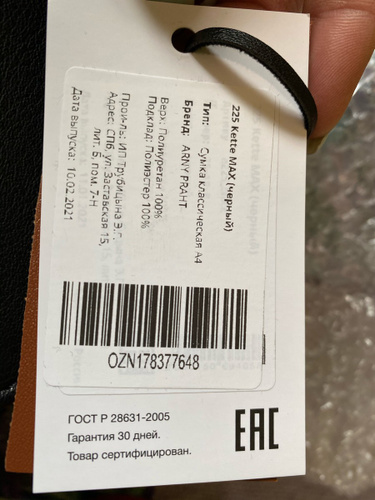 225 Kette MAX (черный)
Тип: Сумка классическая А4
Бренд: ARNY PRAHT
Верх: Полиуретан 100%
Подклад: Полиэстер 100%
Произ-ль: ИП Трубицына Э.Г.
Адрес: СПб, ул. Заставская 15,
лит. Б, пом. 7-Н
Дата выпуска: 10.02.2021
OZN178377648
ГОСТ Р 28631-2005
Гарантия 30 дней.
Товар сертифицирован.
EAC